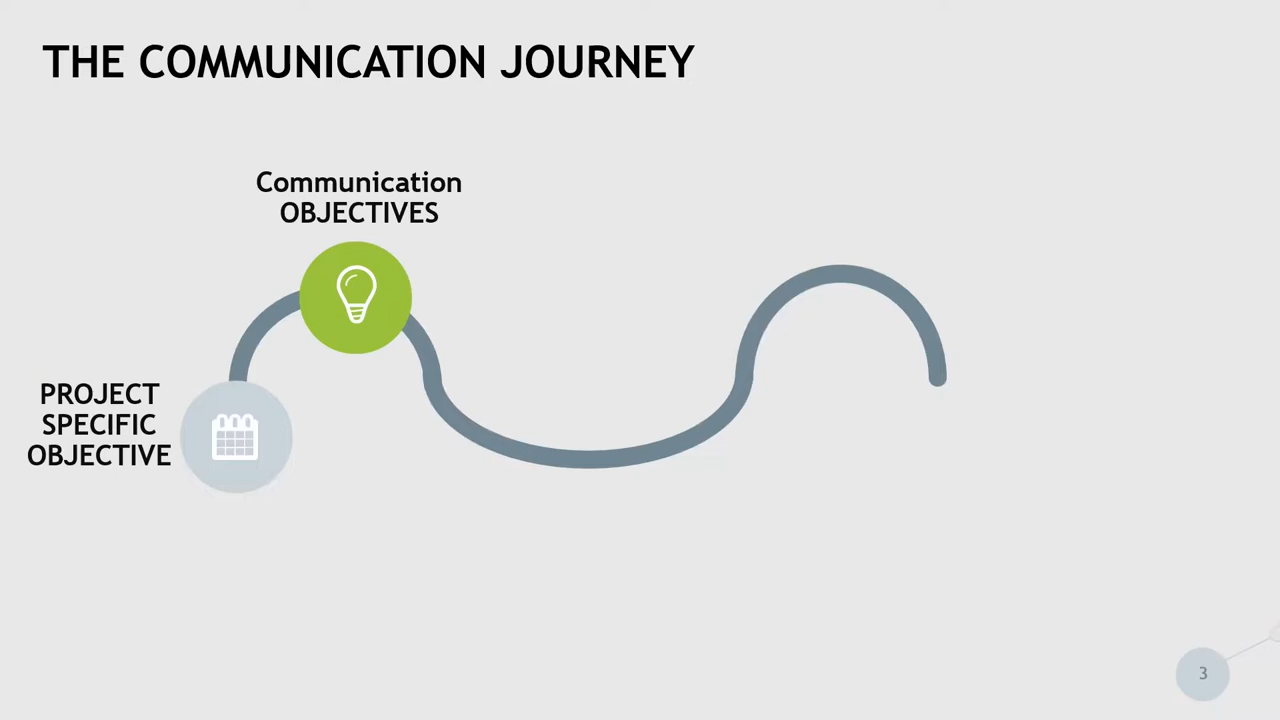 THE COMMUNICATION JOURNEY
Communication
OBJECTIVES
PROJECT
SPECIFIC
OBJECTIVE
3